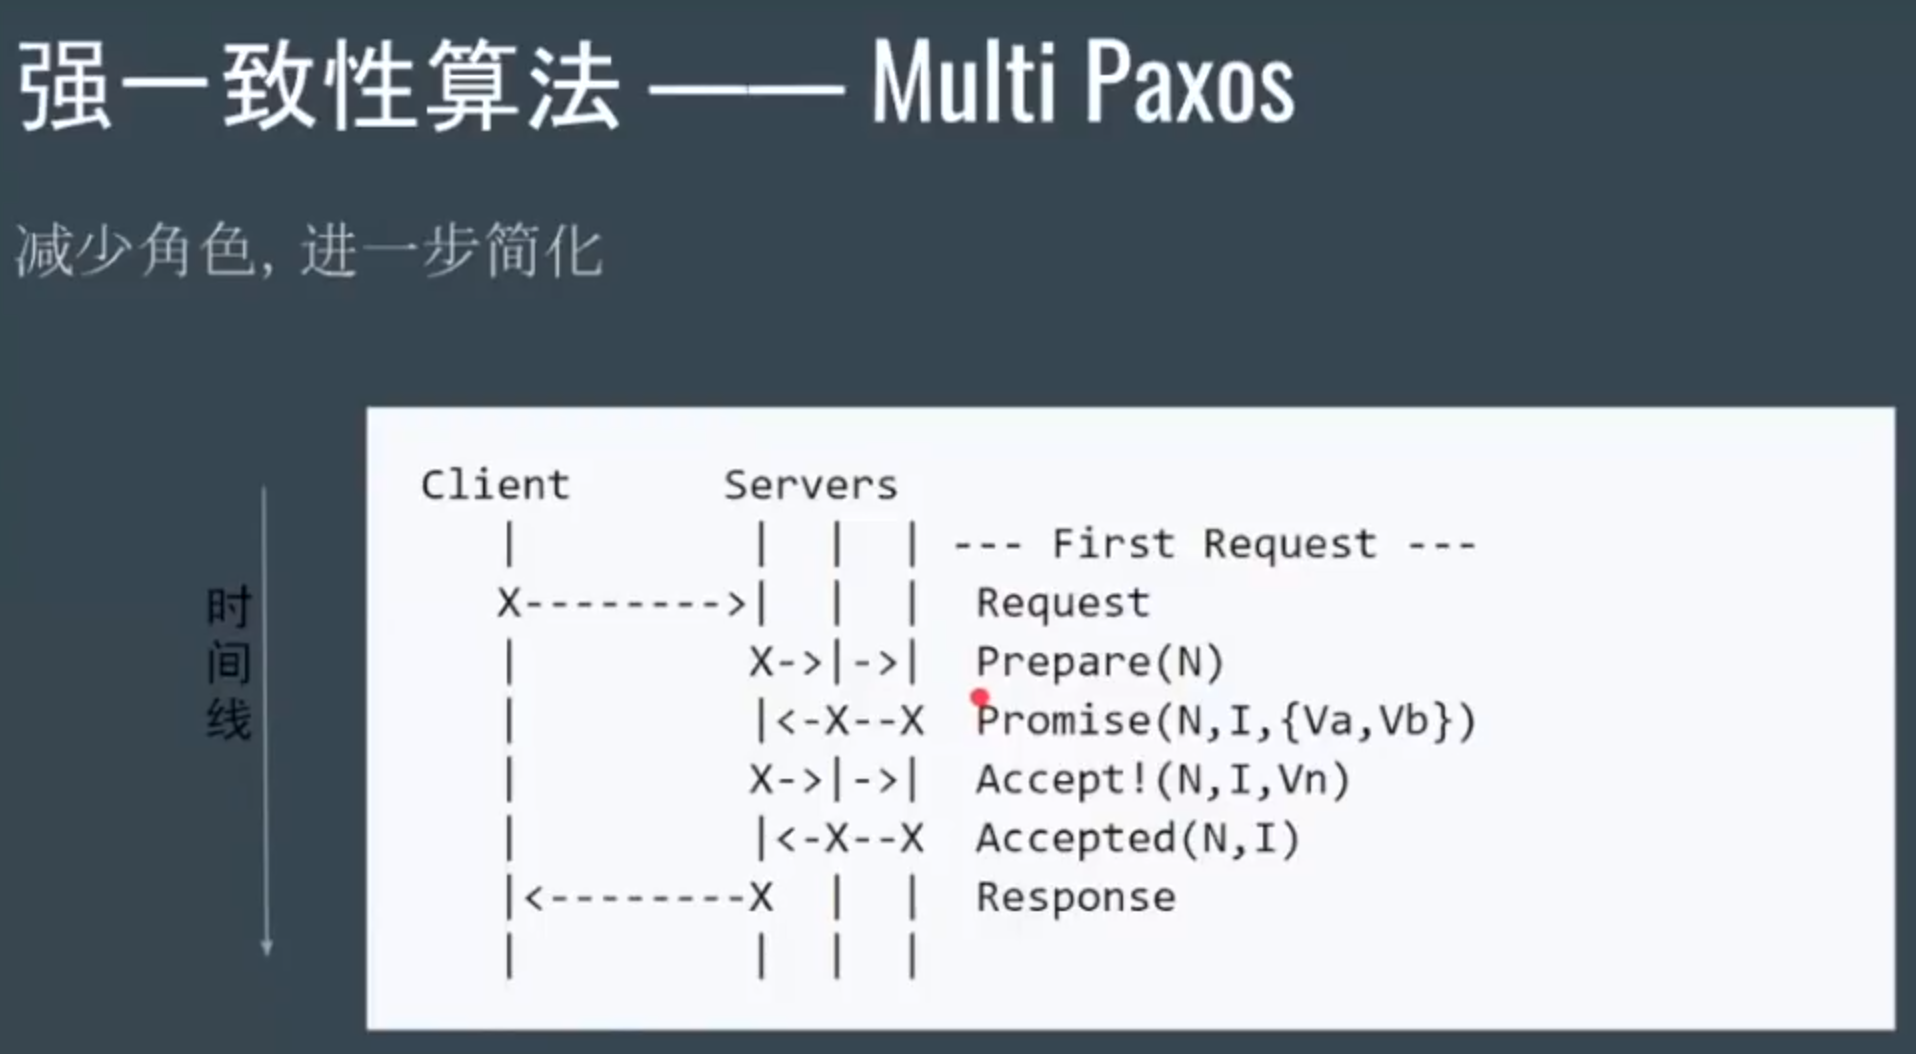 强一致性算法 —— Multi Paxos
减少角色, 进一步简化
时间线
Client Servers
| | | | --- First Request ---
X-------->| | | Request
| X->|->| Prepare(N)
| |<-X--X Promise(N,I,{Va,Vb})
| X->|->| Accept!(N,I,Vn)
| |<-X--X Accepted(N,I)
|<--------X | | Response
| | | |